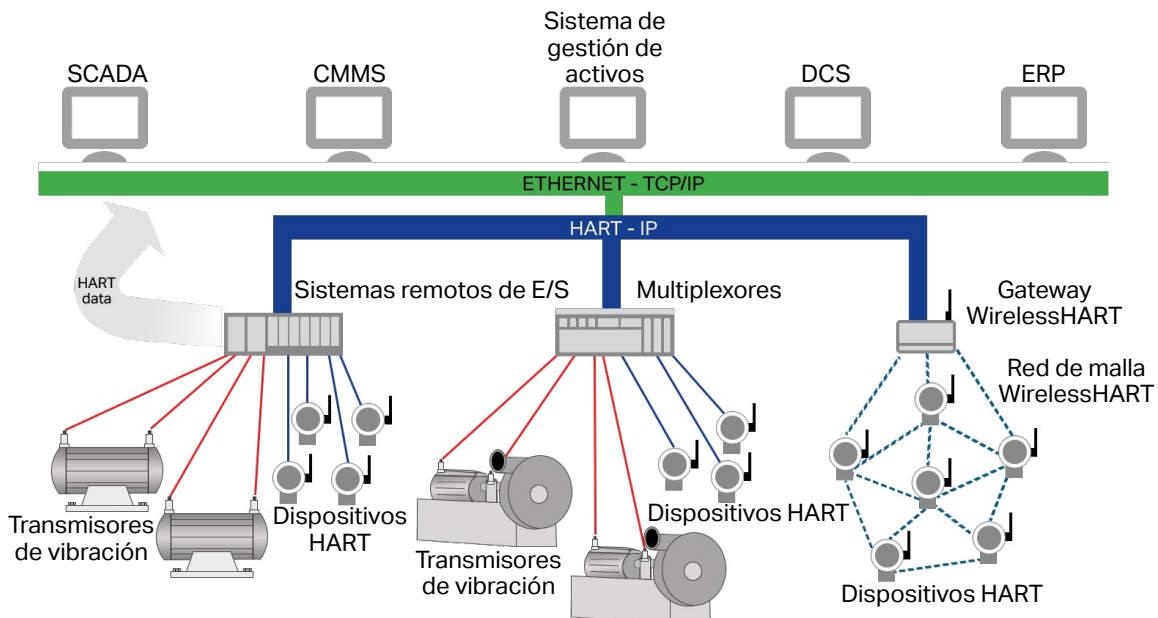 Sistema de
gestión de
activos
SCADA
CMMS
DCS
ERP
ETHERNET - TCP/IP
HART - IP
HART
data
Sistemas remotos de E/S
Multiplexores
Gateway
WirelessHART
Red de malla
WirelessHART
Transmisores
de vibración
Dispositivos
HART
Transmisores
de vibración
Dispositivos HART
Dispositivos HART